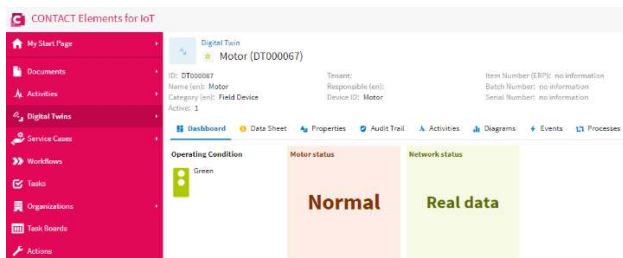 CONTACT Elements for IoT
My Start Page
Documents
Activities
Digital Twins
Service Cases
Workflows
Tasks
Organizations
Task Boards
Actions
Digital Twin
Motor (DT000067)
ID: DT000067
Name (en): Motor
Category (en): Field Device
Active: 1
Tenant:
Responsible (en):
Device ID: Motor
Item Number (ERP): no information
Batch Number: no information
Serial Number: no information
Dashboard Data Sheet Properties Audit Trail Activities Diagrams Events Processes
Operating Condition
Green
Motor status
Normal
Network status
Real data